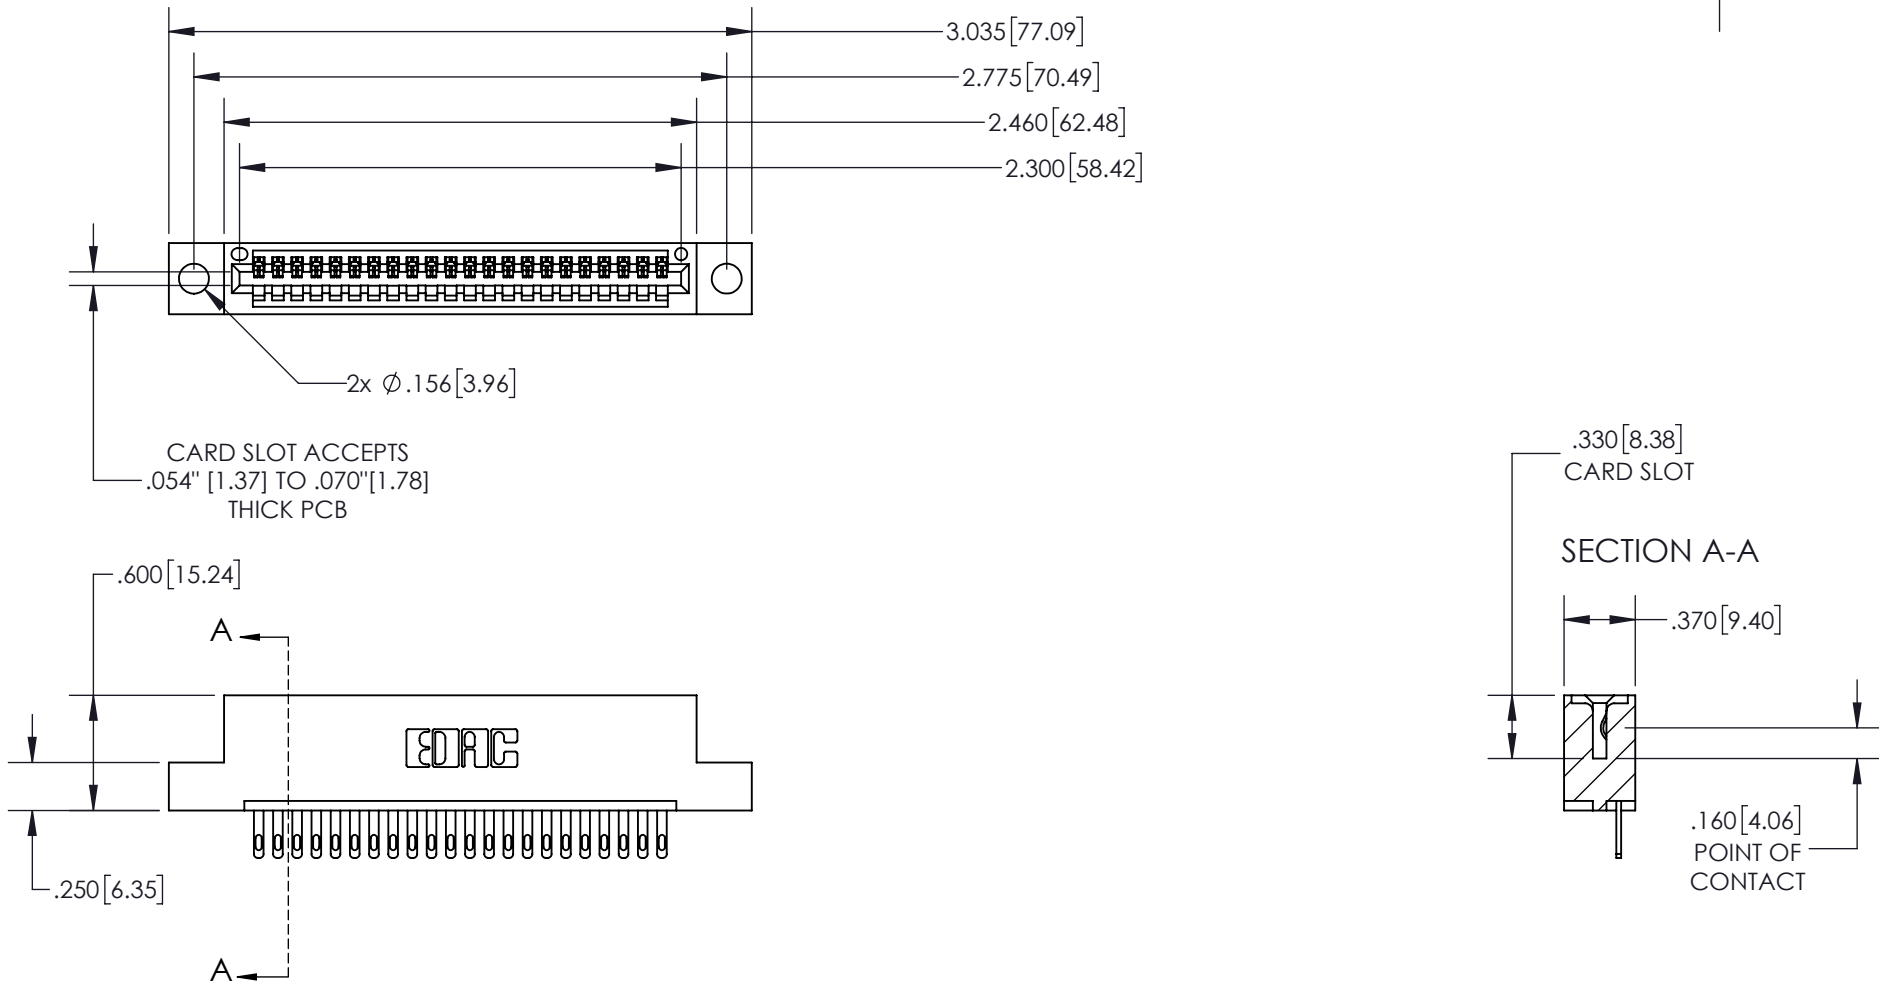 3.035[77.09]
2.775[70.49]
2.460[62.48]
2.300[58.42]
2x ⌀.156[3.96]
CARD SLOT ACCEPTS
.054" [1.37] TO .070"[1.78]
THICK PCB
.330[8.38]
CARD SLOT
SECTION A-A
.600[15.24]
.370[9.40]
A
EDAC
.160[4.06]
POINT OF
CONTACT
.250[6.35]
A